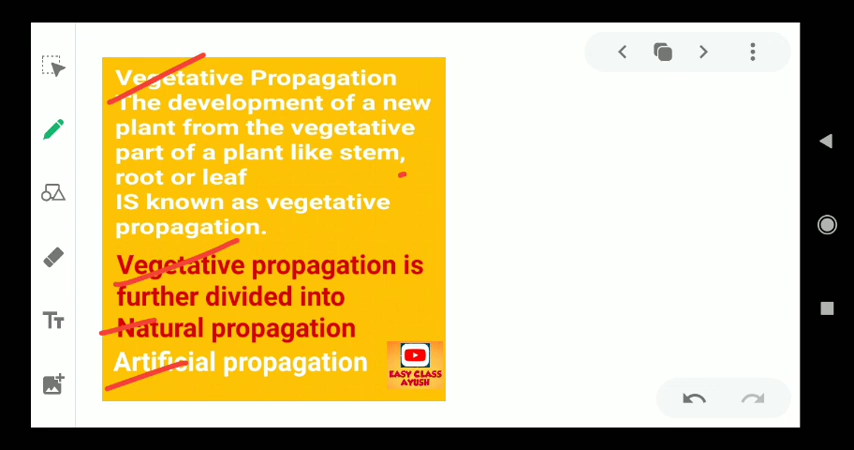 Vegetative Propagation
The development of a new
plant from the vegetative
part of a plant like stem,
root or leaf
IS known as vegetative
propagation.
Vegetative propagation is
further divided into
Natural propagation
Artificial propagation
EASY CLASS
AYUSH
Tт